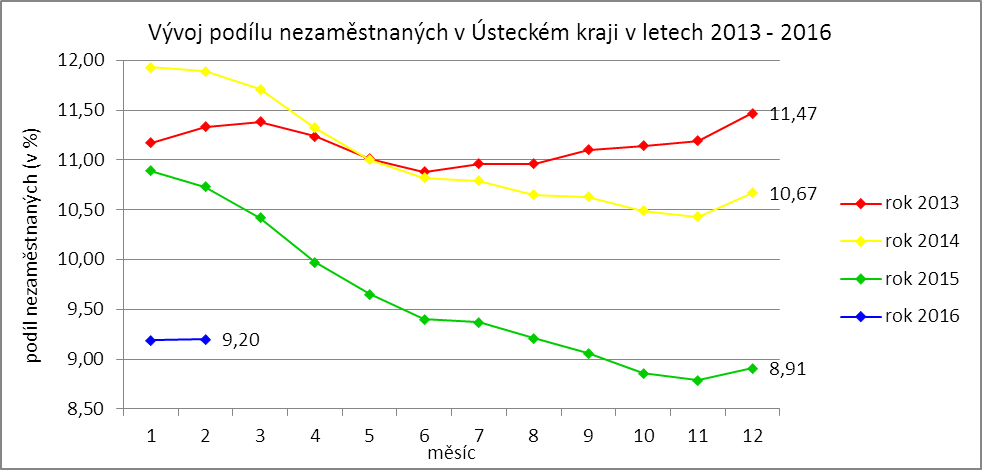 Vývoj podílu nezaměstnaných v Ústeckém kraji v letech 2013 - 2016
podíl nezaměstnaných (v %)
12,00
11,50
11,00
10,50
10,00
9,50
9,00
8,50
11,47
10,67
9,20
8,91
1 2 3 4 5 6 7 8 9 10 11 12
měsíc
rok 2013
rok 2014
rok 2015
rok 2016